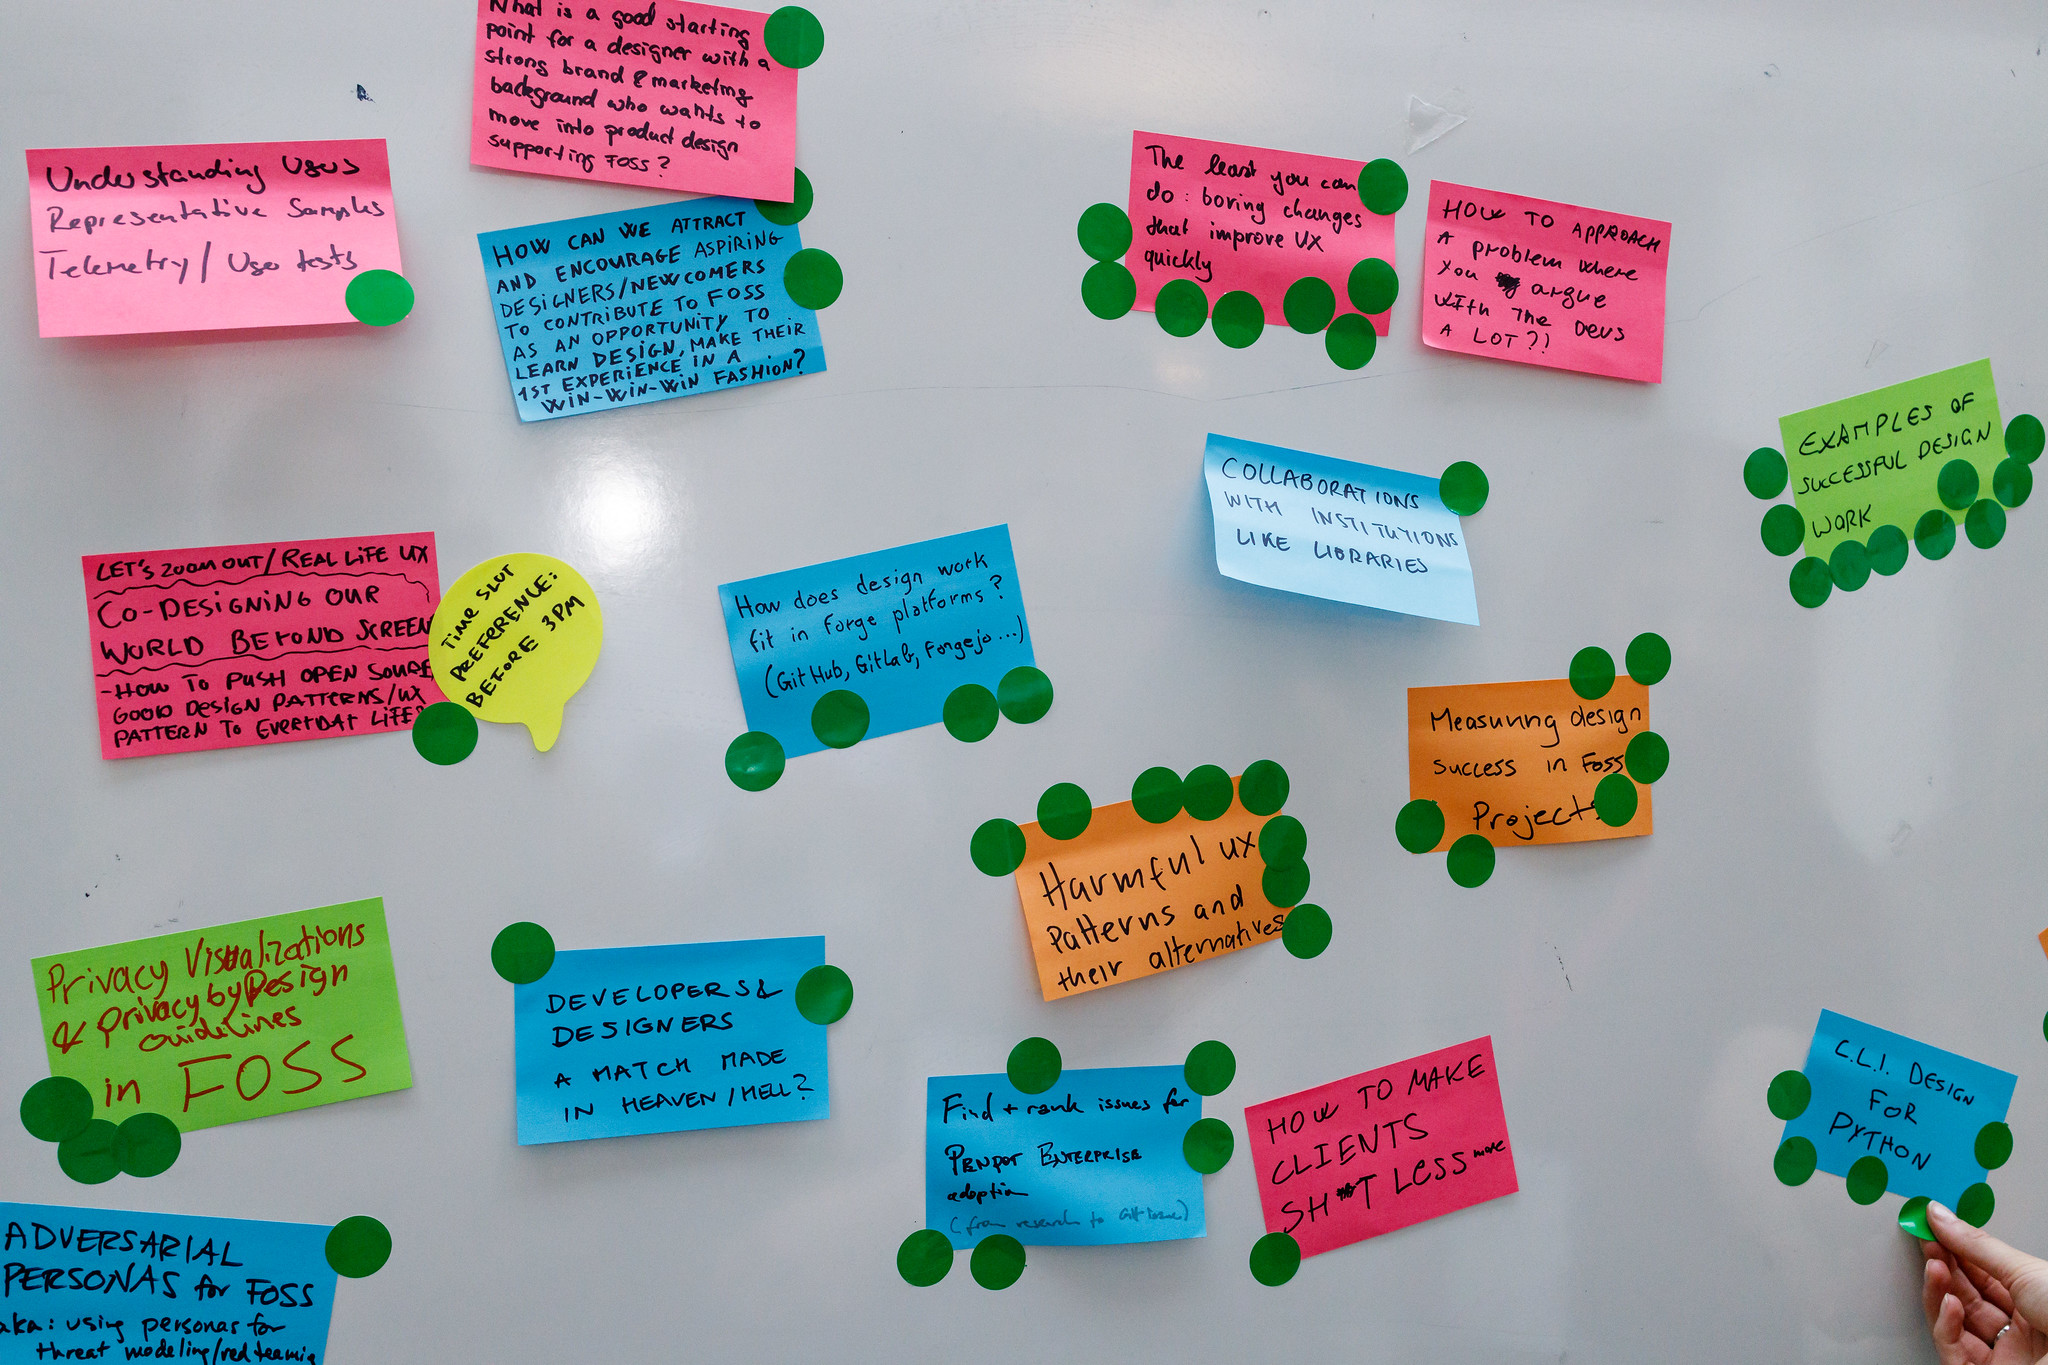 What is a good starting
point for a designer with a
strong brand & marketing
background who wants to
move into product design
supporting FOSS?
Understanding Users
Representative Samples
Telemetry/ User tests
HOW CAN WE ATTRACT
AND ENCOURAGE ASPIRING
DESIGNERS/NEWCOMERS
TO CONTRIBUTE TO FOSS
AS AN OPPORTUNITY TO
LEARN DESIGN, MAKE THEIR
1ST EXPERIENCE IN A
WIN-WIN-WIN FASHION?
The least you can
do: boring changes
that improve UX
quickly
HOW TO APPROACH
A problem where
you argue
with the devs
A LOT?!
EXAMPLES OF
SUCCESSFUL DESIGN
WORK
COLLABORATIONS
WITH INSTITUTIONS
LIKE LIBRARIES
LET'S ZOOM OUT/REAL LIFE UX
CO-DESIGNING OUR
WORLD BEYOND SCREEN
-HOW TO PUSH OPEN SOURCE
GOOD DESIGN PATTERNS/UX
PATTERN TO EVERYDAY LIFE?
TIME SLOT
PREFERENCE:
BEFORE 3PM
How does design work
fit in forge platforms?
(GitHub, GitLab, Forgejo...)
Measuring design
success in FOSS
Projects
Harmful UX
patterns and
their alternatives
Privacy Visualizations
& privacy by Design
guidelines
in FOSS
DEVELOPERS &
DESIGNERS
A MATCH MADE
IN HEAVEN/HELL?
Find + rank issues for
PENPOT ENTERPRISE
adoption
(from research to Git issue)
HOW TO MAKE
CLIENTS
SH*T LESS more
C.L.I. DESIGN
FOR
PYTHON
ADVERSARIAL
PERSONAS for FOSS
aka: using personas for
threat modeling/red teaming